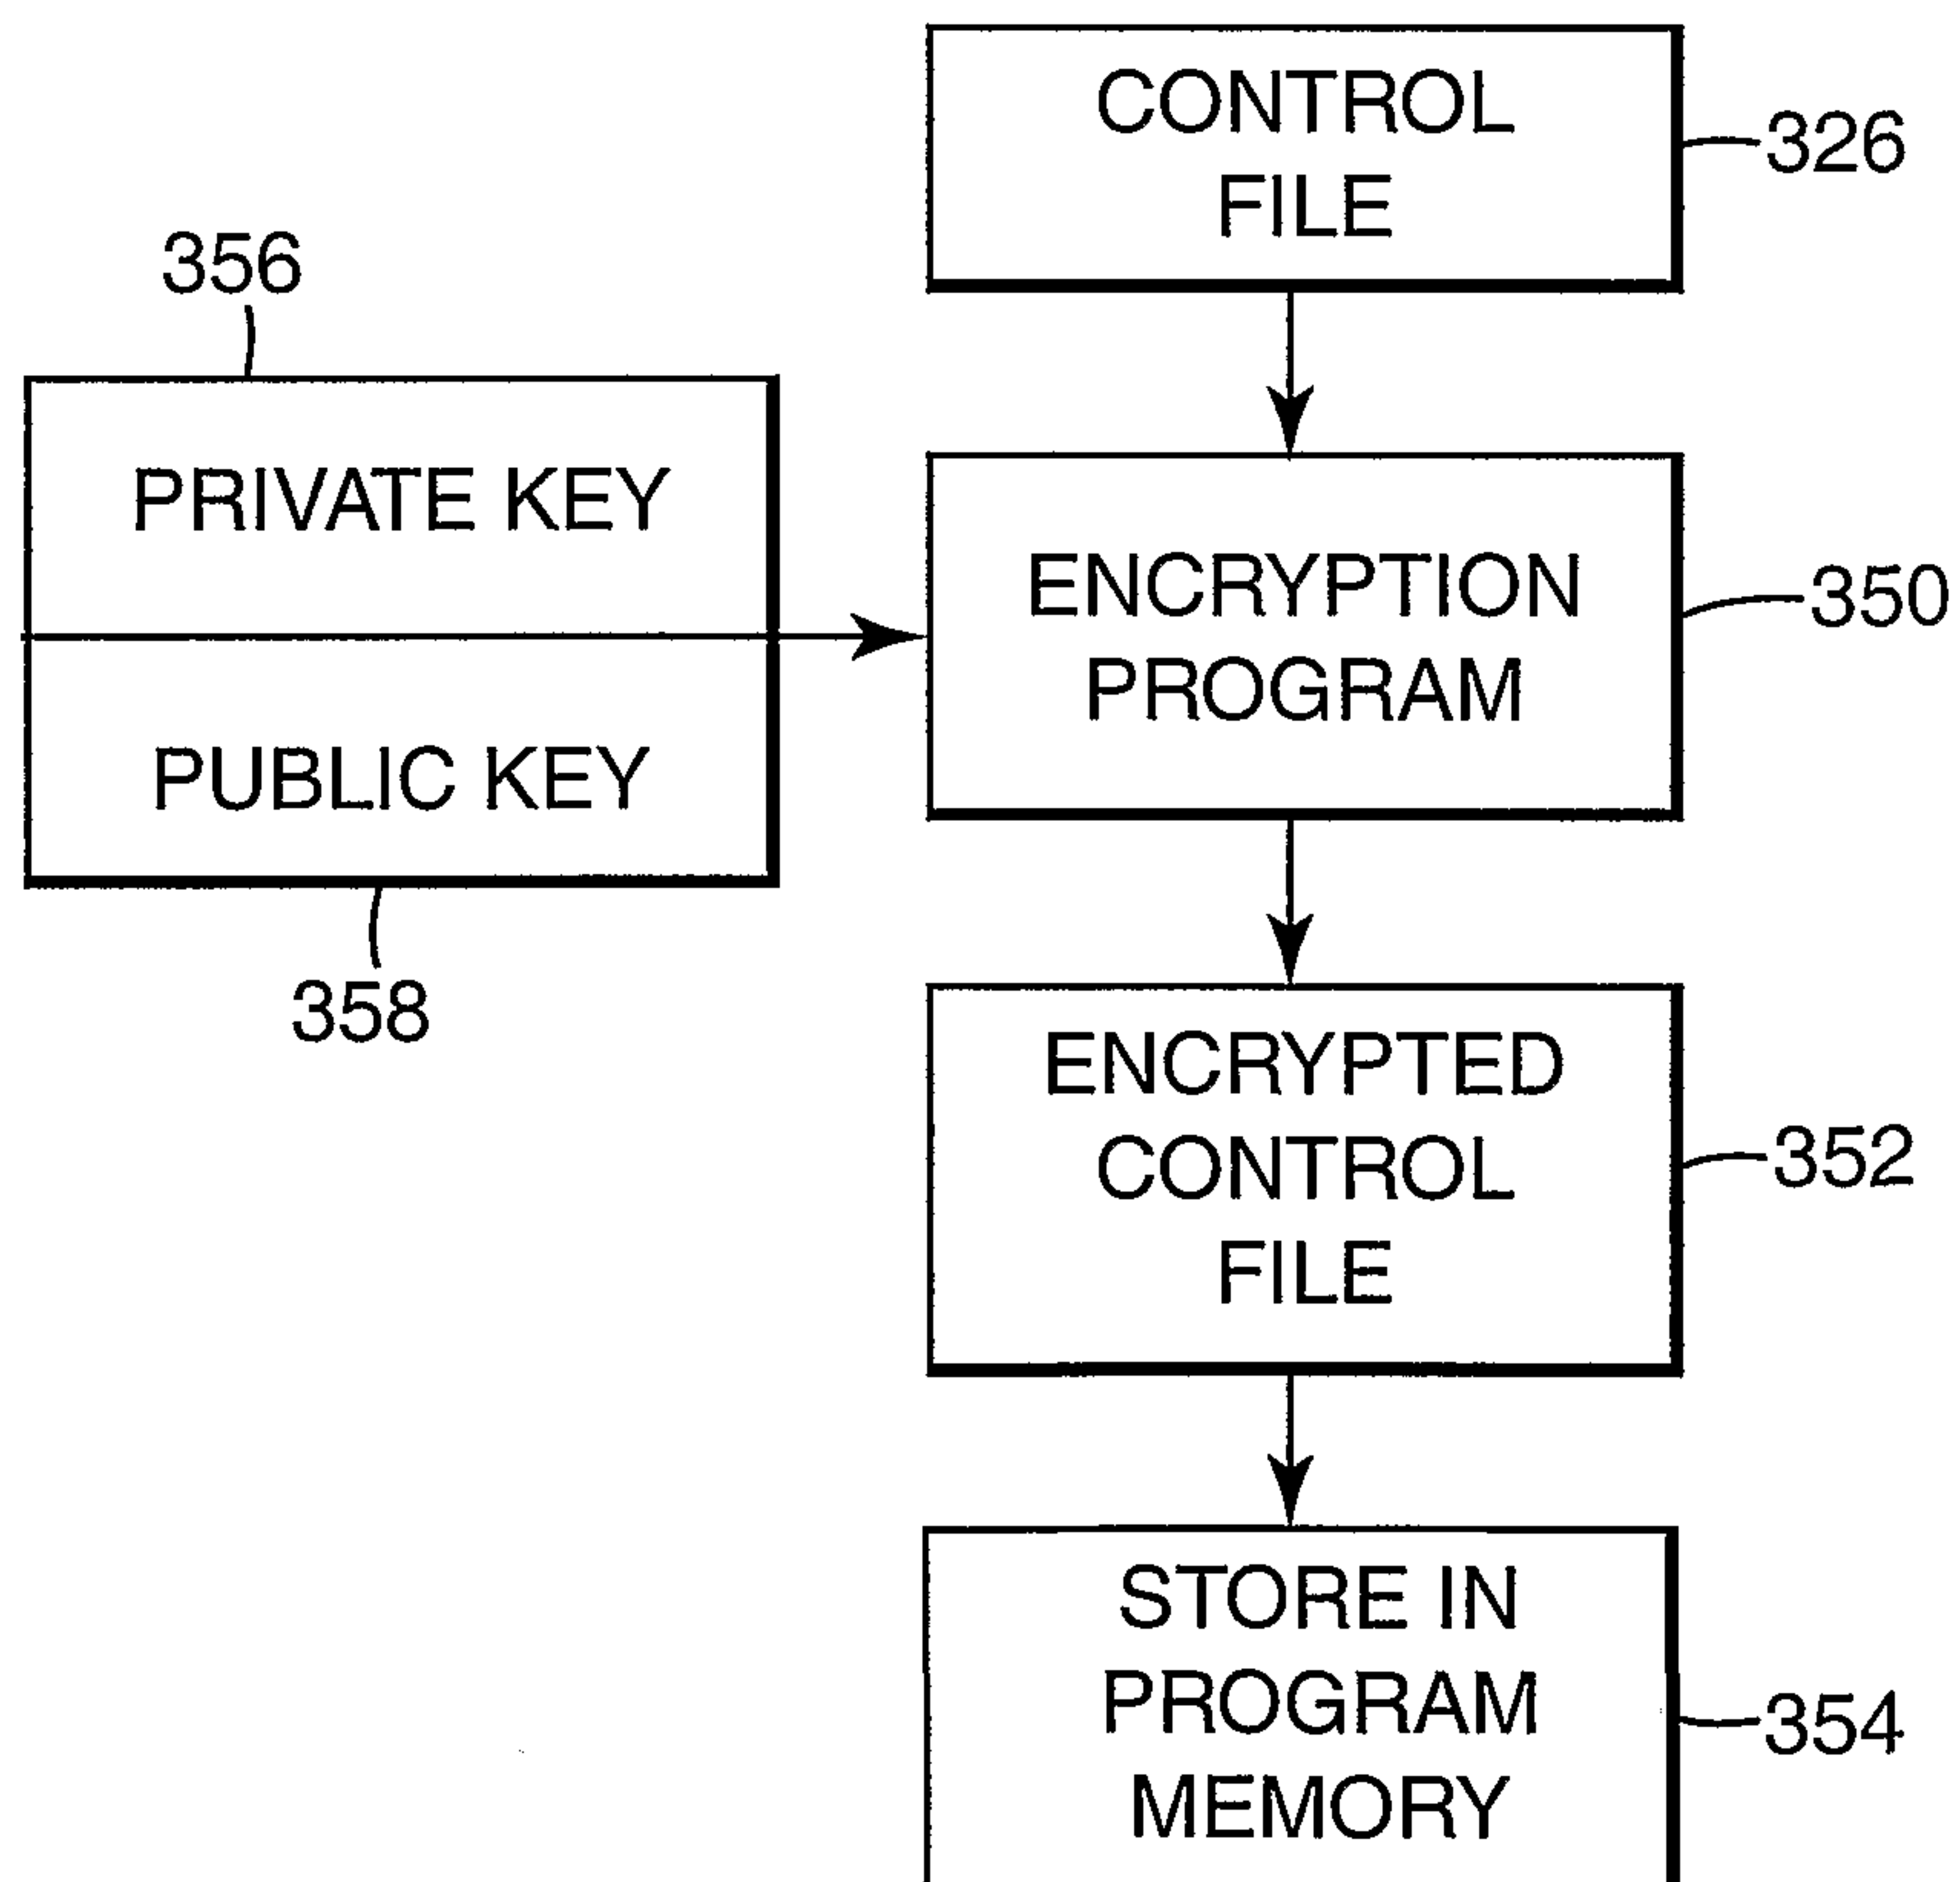 CONTROL
FILE
326
356
PRIVATE KEY
PUBLIC KEY
358
ENCRYPTION
PROGRAM
350
ENCRYPTED
CONTROL
FILE
352
STORE IN
PROGRAM
MEMORY
354